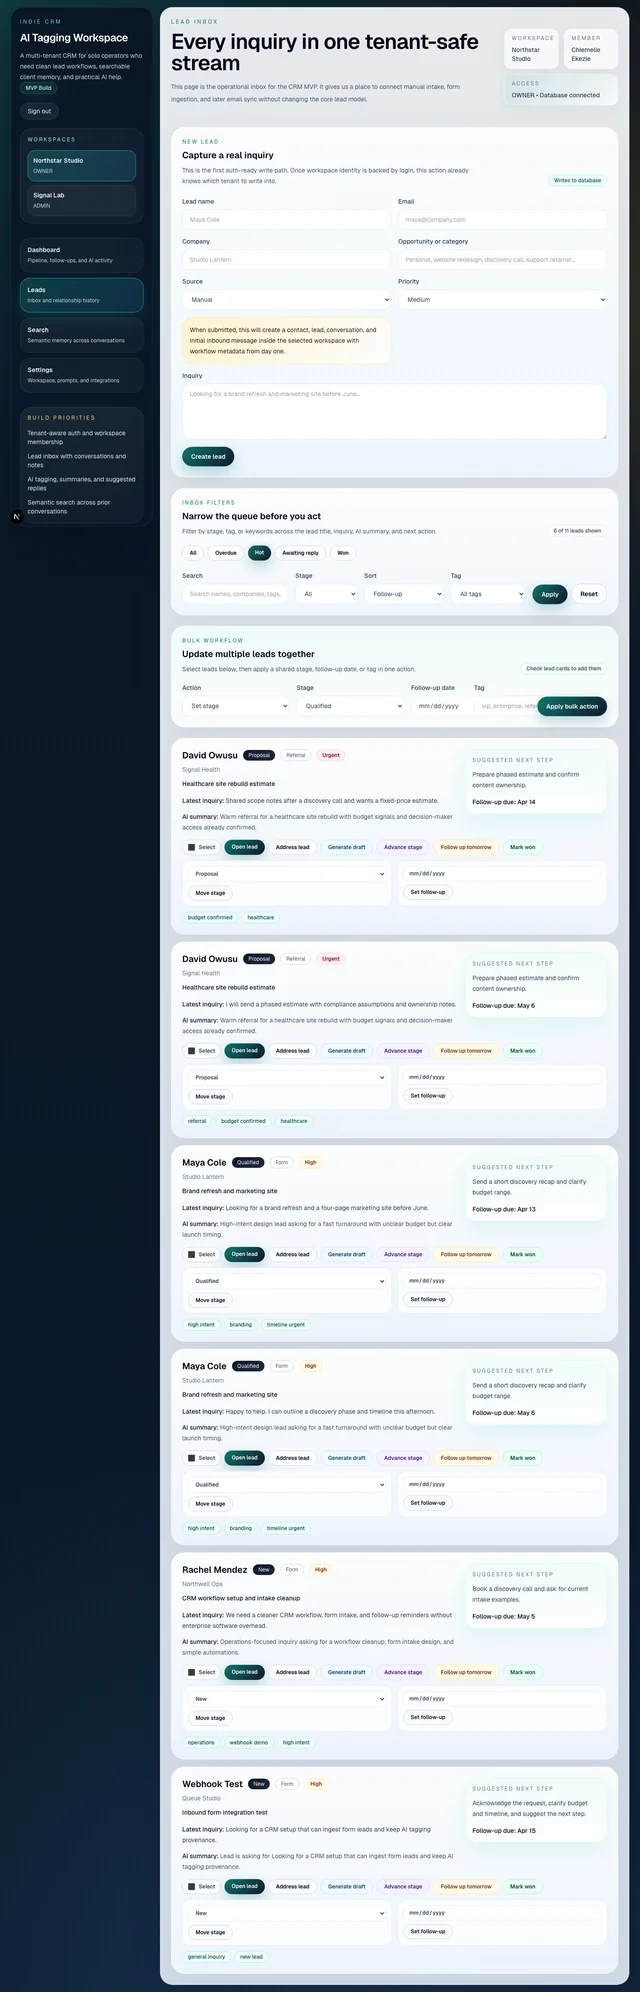 INDIE CRM
AI Tagging Workspace
A multi-tenant CRM for solo operators who
need clean lead workflows, searchable
client memory, and practical AI help.
MVP Build
Sign out
WORKSPACES
Northstar Studio
OWNER
Signal Lab
ADMIN
Dashboard
Pipeline, follow-ups, and AI activity
Leads
Inbox and relationship history
Search
Semantic memory across conversations
Settings
Workspace, prompts, and integrations
BUILD PRIORITIES
Tenant-aware auth and workspace
membership
Lead inbox with conversations and
notes
AI tagging, summaries, and suggested
replies
Semantic search across prior
conversations
N
LEAD INBOX
Every inquiry in one tenant-safe
stream
This page is the operational inbox for the CRM MVP. It gives us a place to connect manual intake, form
ingestion, and later email sync without changing the core lead model.
WORKSPACE
Northstar
Studio
MEMBER
Chiemelie
Ekezie
ACCESS
OWNER • Database connected
NEW LEAD
Capture a real inquiry
This is the first auth-ready write path. Once workspace identity is backed by login, this action already
knows which tenant to write into.
Writes to database
Lead name
Email
Maya Cole
maya@company.com
Company
Opportunity or category
Studio Lantern
Personal, website redesign, discovery call, support retainer...
Source
Priority
Manual
Medium
When submitted, this will create a contact, lead, conversation, and
initial inbound message inside the selected workspace with
workflow metadata from day one.
Inquiry
Looking for a brand refresh and marketing site before June...
Create lead
INBOX FILTERS
Narrow the queue before you act
Filter by stage, tag, or keywords across the lead title, inquiry, AI summary, and next action.
6 of 11 leads shown
All
Overdue
Hot
Awaiting reply
Won
Search
Stage
Sort
Tag
Search names, companies, tags,
All
Follow-up
All tags
Apply
Reset
BULK WORKFLOW
Update multiple leads together
Select leads below, then apply a shared stage, follow-up date, or tag in one action.
Check lead cards to add them
Action
Stage
Follow-up date
Tag
Set stage
Qualified
mm/dd/yyyy
vip, enterprise, refe
Apply bulk action
David Owusu
Proposal
Referral
Urgent
Signal Health
Healthcare site rebuild estimate
Latest inquiry: Shared scope notes after a discovery call and wants a fixed-price estimate.
AI summary: Warm referral for a healthcare site rebuild with budget signals and decision-maker
access already confirmed.
SUGGESTED NEXT STEP
Prepare phased estimate and confirm
content ownership.
Follow-up due: Apr 14
Select
Open lead
Address lead
Generate draft
Advance stage
Follow up tomorrow
Mark won
Proposal
mm/dd/yyyy
Move stage
Set follow-up
budget confirmed
healthcare
David Owusu
Proposal
Referral
Urgent
Signal Health
Healthcare site rebuild estimate
Latest inquiry: I will send a phased estimate with compliance assumptions and ownership notes.
AI summary: Warm referral for a healthcare site rebuild with budget signals and decision-maker
access already confirmed.
SUGGESTED NEXT STEP
Prepare phased estimate and confirm
content ownership.
Follow-up due: May 6
Select
Open lead
Address lead
Generate draft
Advance stage
Follow up tomorrow
Mark won
Proposal
mm/dd/yyyy
Move stage
Set follow-up
referral
budget confirmed
healthcare
Maya Cole
Qualified
Form
High
Studio Lantern
Brand refresh and marketing site
Latest inquiry: Looking for a brand refresh and a four-page marketing site before June.
AI summary: High-intent design lead asking for a fast turnaround with unclear budget but clear
launch timing.
SUGGESTED NEXT STEP
Send a short discovery recap and clarify
budget range.
Follow-up due: Apr 13
Select
Open lead
Address lead
Generate draft
Advance stage
Follow up tomorrow
Mark won
Qualified
mm/dd/yyyy
Move stage
Set follow-up
high intent
branding
timeline urgent
Maya Cole
Qualified
Form
High
Studio Lantern
Brand refresh and marketing site
Latest inquiry: Happy to help. I can outline a discovery phase and timeline this afternoon.
AI summary: High-intent design lead asking for a fast turnaround with unclear budget but clear
launch timing.
SUGGESTED NEXT STEP
Send a short discovery recap and clarify
budget range.
Follow-up due: May 6
Select
Open lead
Address lead
Generate draft
Advance stage
Follow up tomorrow
Mark won
Qualified
mm/dd/yyyy
Move stage
Set follow-up
high intent
branding
timeline urgent
Rachel Mendez
New
Form
High
Northwell Ops
CRM workflow setup and intake cleanup
Latest inquiry: We need a cleaner CRM workflow, form intake, and follow-up reminders without
enterprise software overhead.
AI summary: Operations-focused inquiry asking for a workflow cleanup, form intake design, and
simple automations.
SUGGESTED NEXT STEP
Book a discovery call and ask for current
intake examples.
Follow-up due: May 5
Select
Open lead
Address lead
Generate draft
Advance stage
Follow up tomorrow
Mark won
New
mm/dd/yyyy
Move stage
Set follow-up
operations
webhook demo
high intent
Webhook Test
New
Form
High
Queue Studio
Inbound form integration test
Latest inquiry: Looking for a CRM setup that can ingest form leads and keep AI tagging
provenance.
AI summary: Lead is asking for Looking for a CRM setup that can ingest form leads and keep AI
tagging provenance.
SUGGESTED NEXT STEP
Acknowledge the request, clarify budget
and timeline, and suggest the next step.
Follow-up due: Apr 15
Select
Open lead
Address lead
Generate draft
Advance stage
Follow up tomorrow
Mark won
New
mm/dd/yyyy
Move stage
Set follow-up
general inquiry
new lead